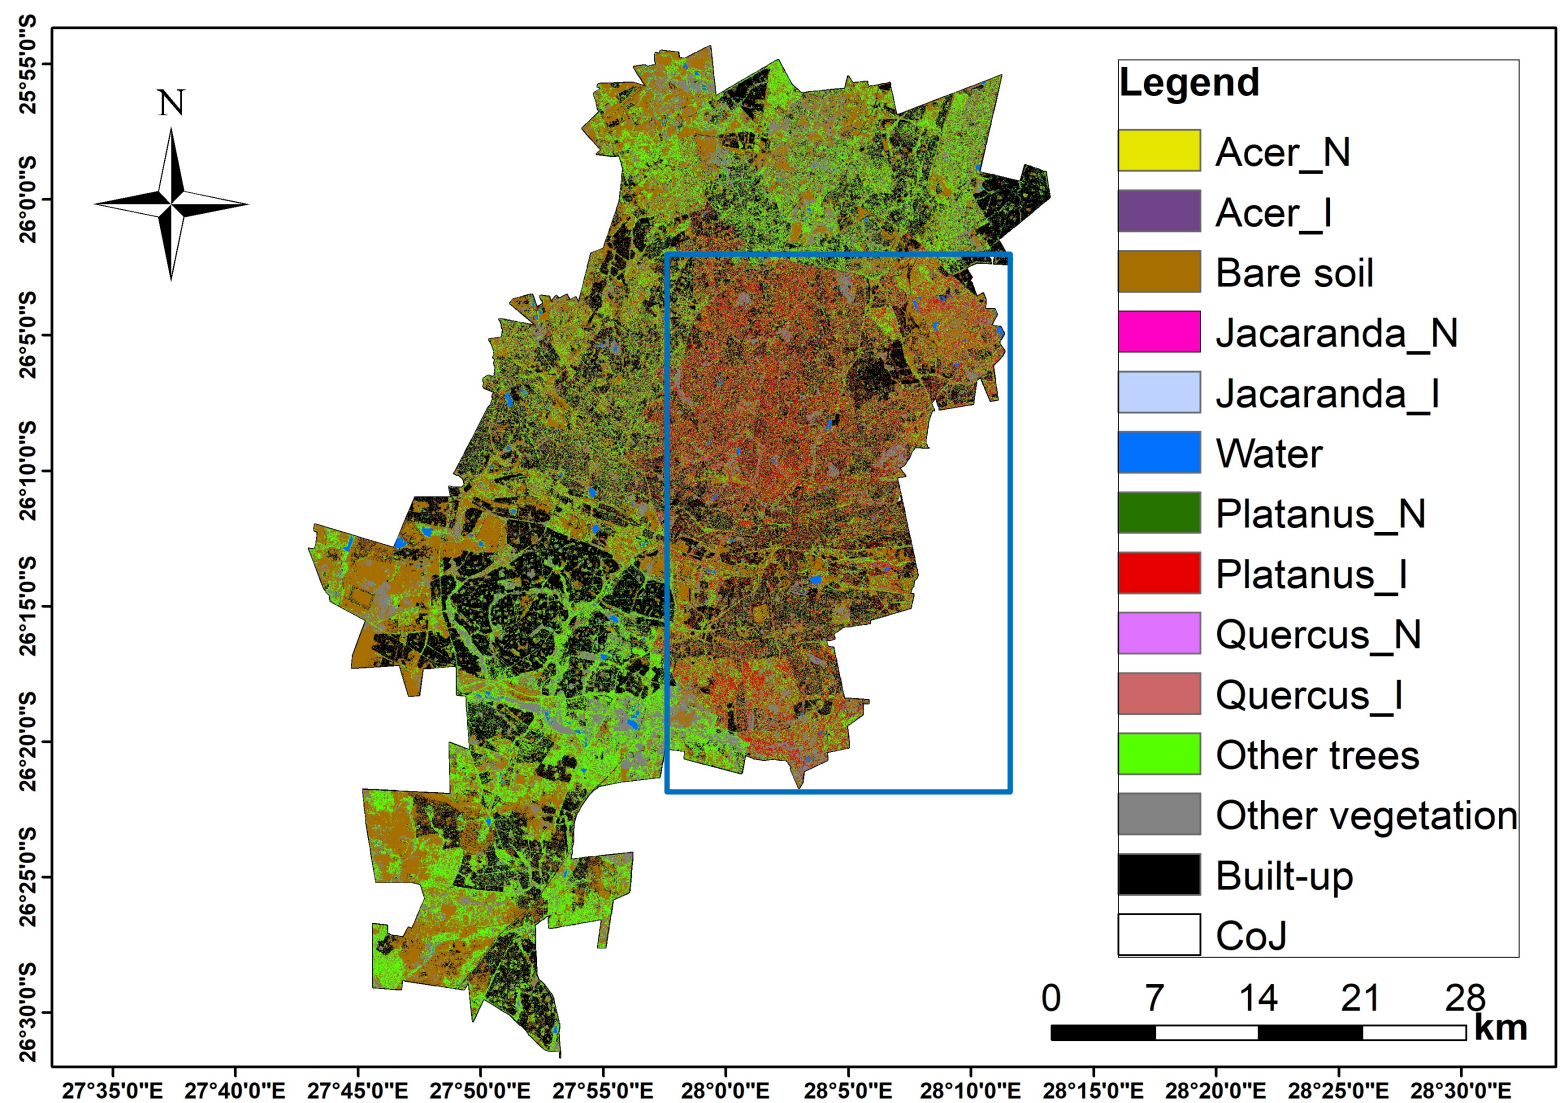 N
Legend
Acer_N
Acer_I
Bare soil
Jacaranda_N
Jacaranda_I
Water
Platanus_N
Platanus_I
Quercus_N
Quercus_I
Other trees
Other vegetation
Built-up
CoJ
0 7 14 21 28
km
25°55'0"S
26°0'0"S
26°5'0"S
26°10'0"S
26°15'0"S
26°20'0"S
26°25'0"S
26°30'0"S
27°35'0"E 27°40'0"E 27°45'0"E 27°50'0"E 27°55'0"E 28°0'0"E 28°5'0"E 28°10'0"E 28°15'0"E 28°20'0"E 28°25'0"E 28°30'0"E